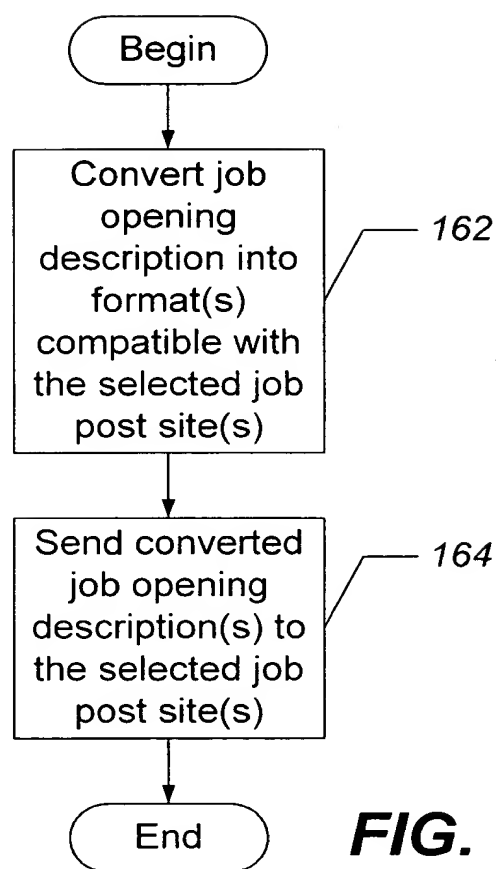 Begin
Convert job
opening
description into
format(s)
compatible with
the selected job
post site(s)
162
Send converted
job opening
description(s) to
the selected job
post site(s)
164
End
FIG.